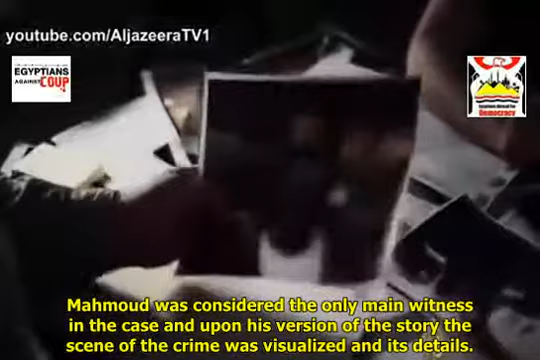 youtube.com/AljazeeraTV1
EGYPTIANS
AGAINST COUP
Democracy
Mahmoud was considered the only main witness
in the case and upon his version of the story the
scene of the crime was visualized and its details.